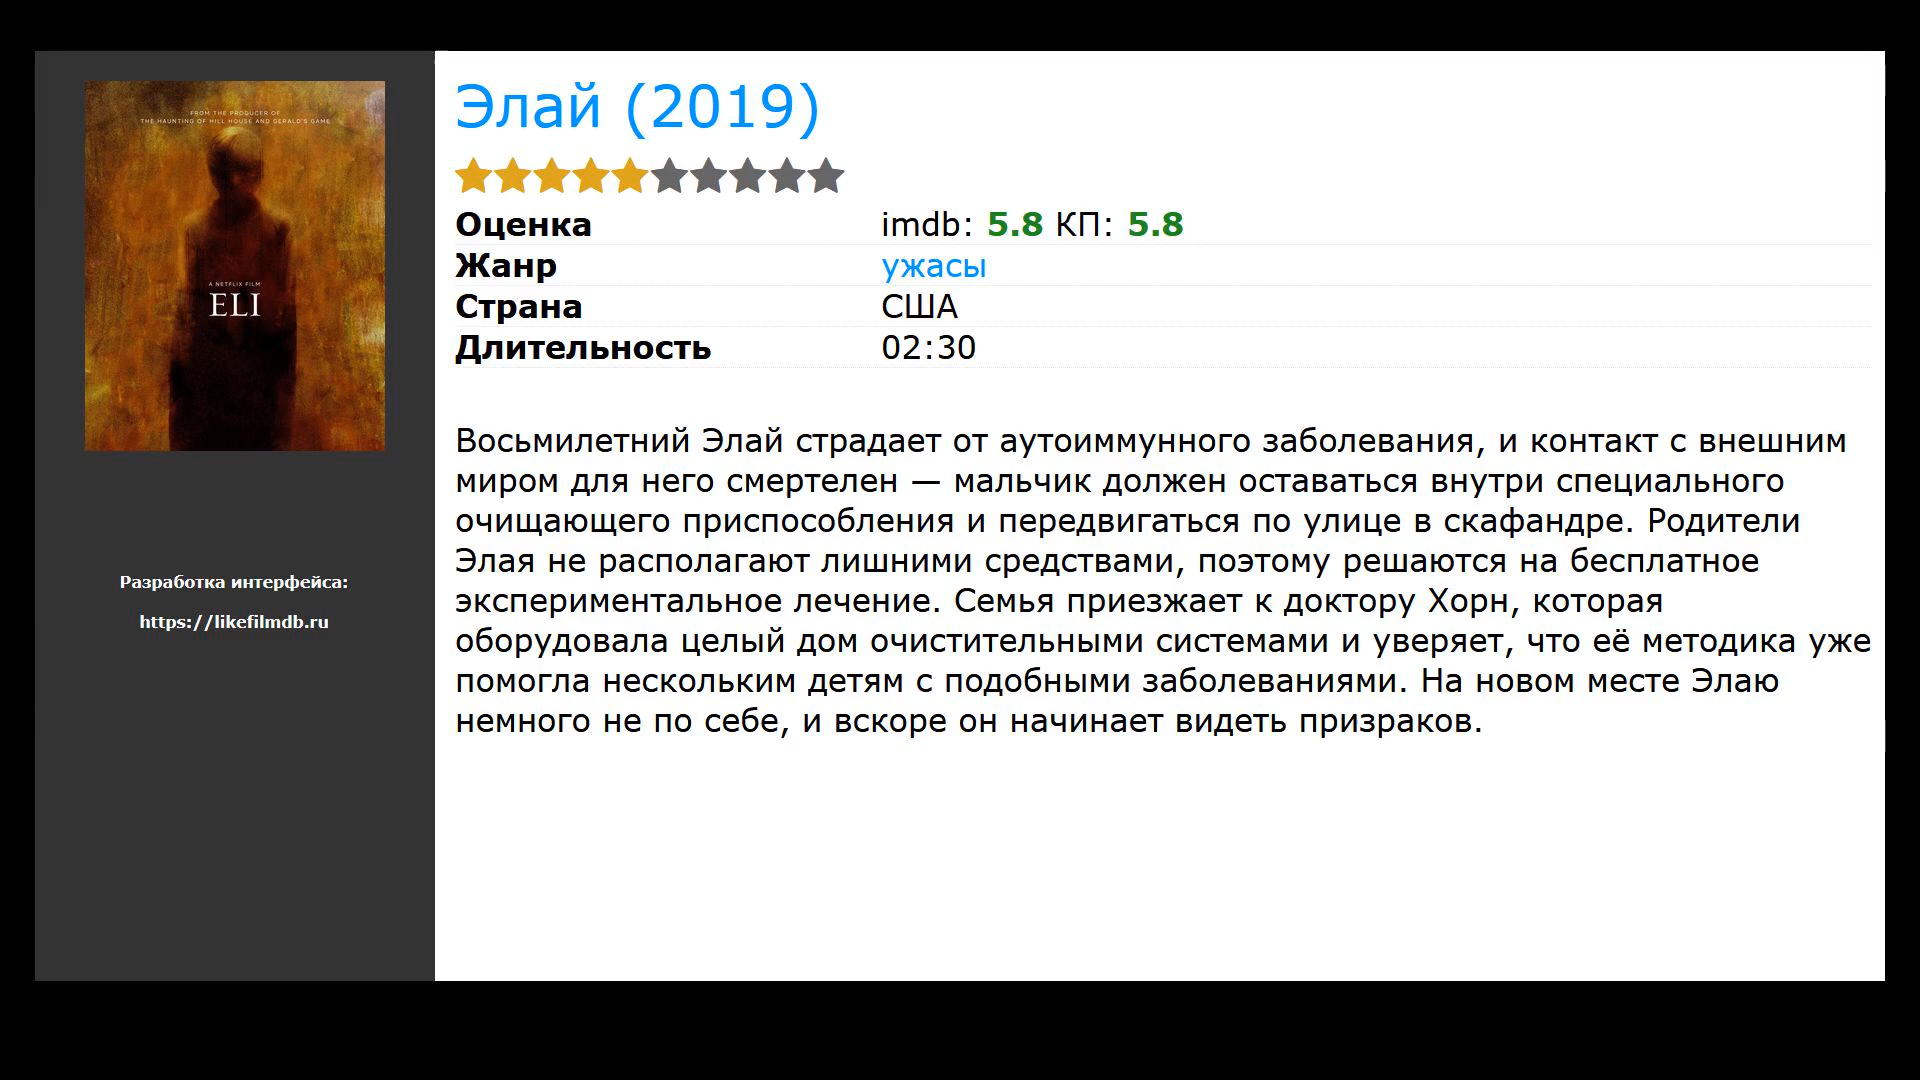 FROM THE PRODUCER OF
THE HAUNTING OF HILL HOUSE AND GERALD'S GAME
A NETFLIX FILM
ELI
Разработка интерфейса:
https://likefilmdb.ru
Элай (2019)
Оценка imdb: 5.8 КП: 5.8
Жанр ужасы
Страна США
Длительность 02:30
Восьмилетний Элай страдает от аутоиммунного заболевания, и контакт с внешним
миром для него смертелен — мальчик должен оставаться внутри специального
очищающего приспособления и передвигаться по улице в скафандре. Родители
Элая не располагают лишними средствами, поэтому решаются на бесплатное
экспериментальное лечение. Семья приезжает к доктору Хорн, которая
оборудовала целый дом очистительными системами и уверяет, что её методика уже
помогла нескольким детям с подобными заболеваниями. На новом месте Элаю
немного не по себе, и вскоре он начинает видеть призраков.